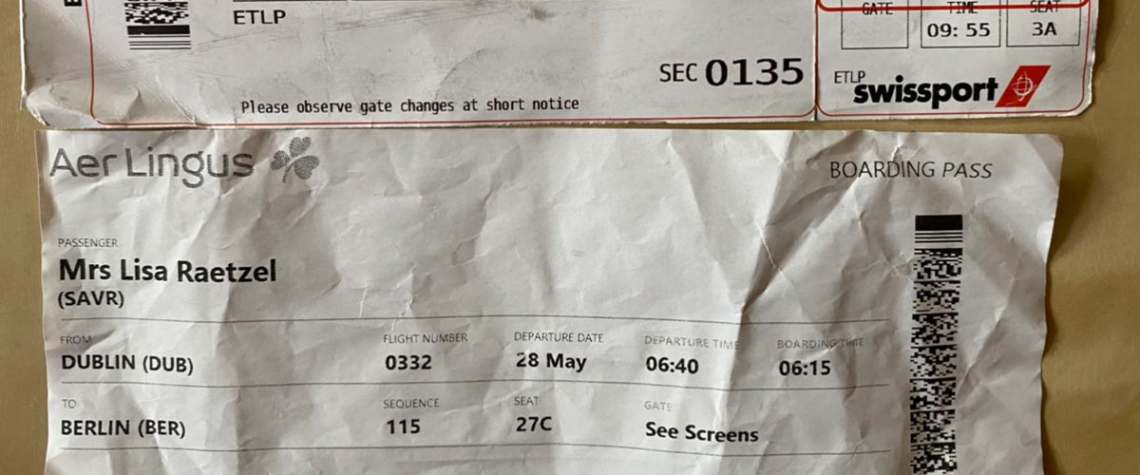 ETLP
SEC 0135
Please observe gate changes at short notice
GATE TIME SEAT
09: 55 3A
ETLP
swissport
Aer Lingus
BOARDING PASS
PASSENGER
Mrs Lisa Raetzel
(SAVR)
FROM FLIGHT NUMBER DEPARTURE DATE DEPARTURE TIME BOARDING TIME
DUBLIN (DUB) 0332 28 May 06:40 06:15
TO SEQUENCE SEAT GATE
BERLIN (BER) 115 27C See Screens